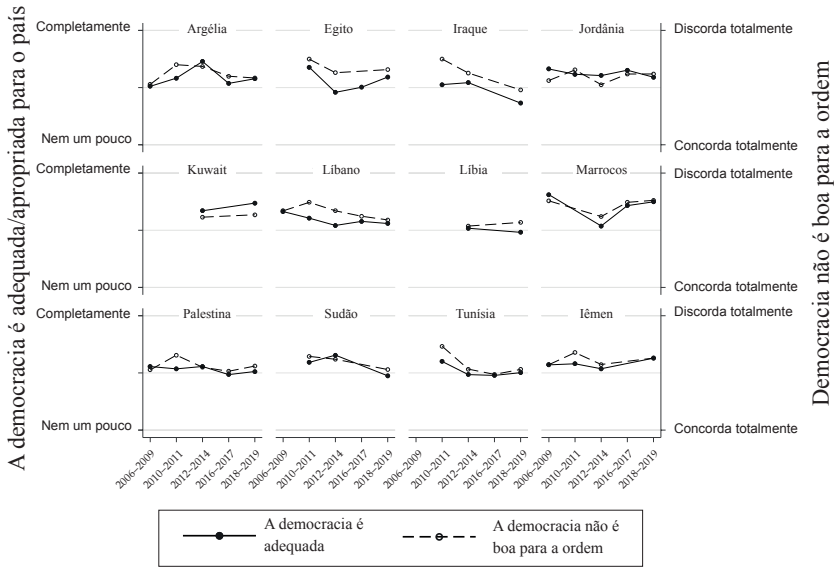 A democracia é adequada/apropriada para o país
Completamente
Nem um pouco
Argélia
Egito
Iraque
Jordânia
Discorda totalmente
Concorda totalmente
Completamente
Nem um pouco
Kuwait
Líbano
Líbia
Marrocos
Discorda totalmente
Concorda totalmente
Completamente
Nem um pouco
Palestina
Sudão
Tunísia
Iêmen
Discorda totalmente
Concorda totalmente
Democracia não é boa para a ordem
2006–2009
2010–2011
2012–2014
2016–2017
2018–2019
2006–2009
2010–2011
2012–2014
2016–2017
2018–2019
2006–2009
2010–2011
2012–2014
2016–2017
2018–2019
2006–2009
2010–2011
2012–2014
2016–2017
2018–2019
A democracia é
adequada
A democracia não é
boa para a ordem